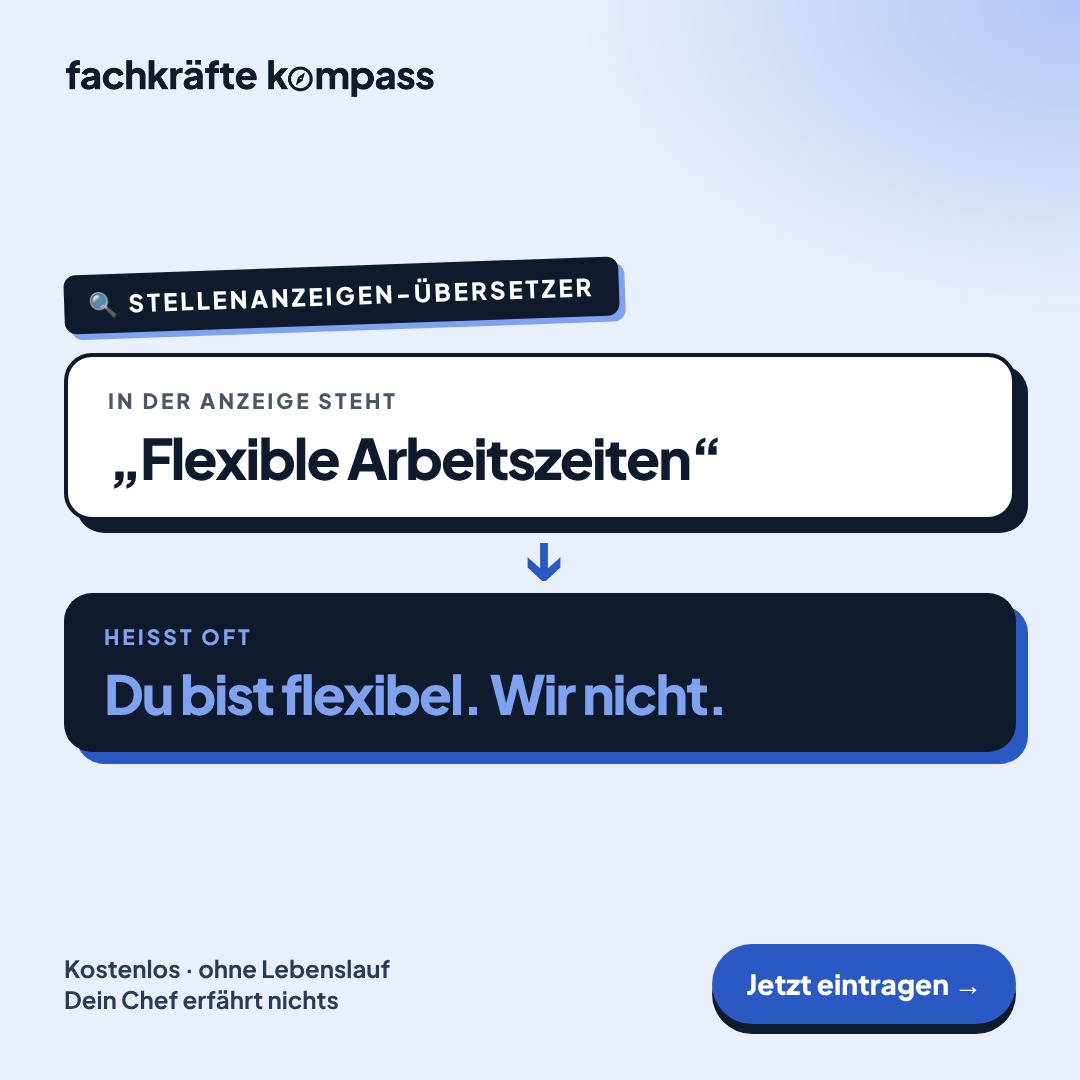 fachkräfte kompass
🔍 STELLENANZEIGEN-ÜBERSETZER
IN DER ANZEIGE STEHT
„Flexible Arbeitszeiten“
↓
HEISST OFT
Du bist flexibel. Wir nicht.
Kostenlos · ohne Lebenslauf
Dein Chef erfährt nichts
Jetzt eintragen →